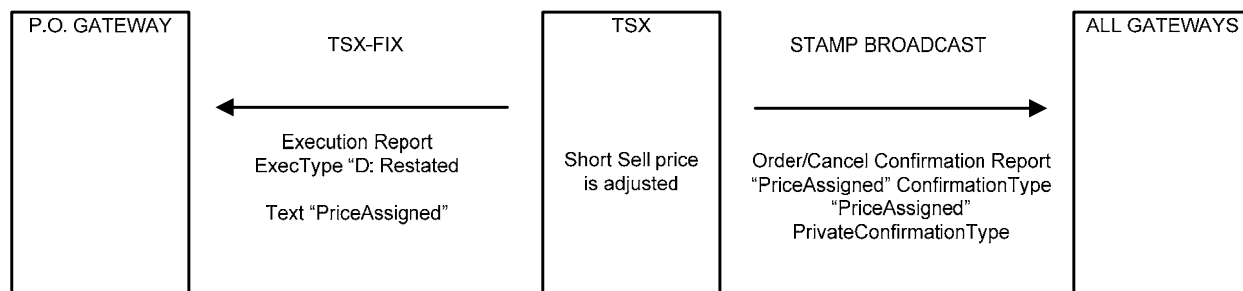 P.O. GATEWAY
TSX-FIX
TSX
STAMP BROADCAST
ALL GATEWAYS
Execution Report
ExecType “D: Restated
Text “PriceAssigned”
Short Sell price
is adjusted
Order/Cancel Confirmation Report
“PriceAssigned” ConfirmationType
“PriceAssigned”
PrivateConfirmationType